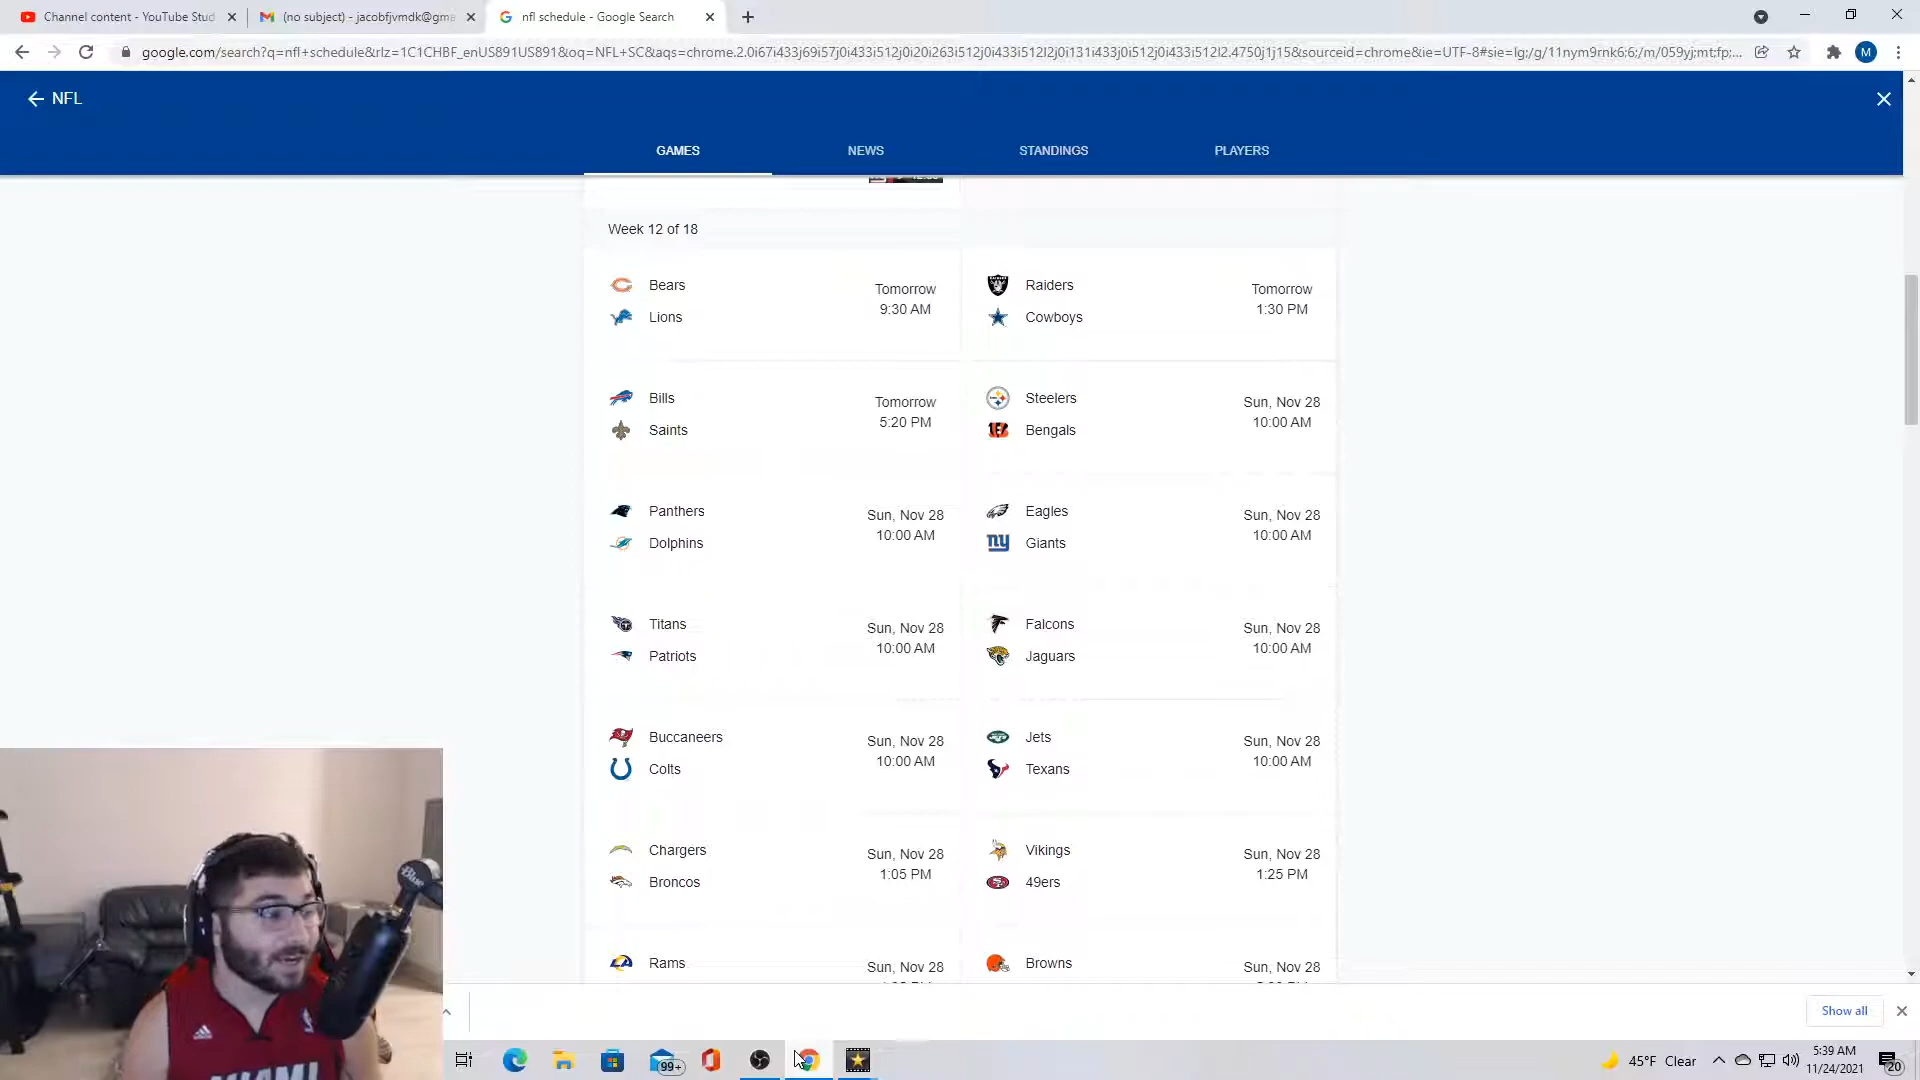 Channel content - YouTube Stud
(no subject) - jacobfjvmdk@gma
nfl schedule - Google Search
google.com/search?q=nfl+schedule&rlz=1C1CHBF_enUS891US891&oq=NFL+SC&aqs=chrome.2.0i67i433j69i57j0i433i512j0i20i263i512j0i433i512l2j0i131i433j0i512j0i433i512l2.4750j1j15&sourceid=chrome&ie=UTF-8#sie=lg;/g/11nym9rnk6;6;/m/059yj;mt;fp;...
M
NFL
GAMES
NEWS
STANDINGS
PLAYERS
Week 12 of 18
Bears
Lions
Tomorrow
9:30 AM
Raiders
Cowboys
Tomorrow
1:30 PM
Bills
Saints
Tomorrow
5:20 PM
Steelers
Bengals
Sun, Nov 28
10:00 AM
Panthers
Dolphins
Sun, Nov 28
10:00 AM
Eagles
Giants
Sun, Nov 28
10:00 AM
Titans
Patriots
Sun, Nov 28
10:00 AM
Falcons
Jaguars
Sun, Nov 28
10:00 AM
Buccaneers
Colts
Sun, Nov 28
10:00 AM
Jets
Texans
Sun, Nov 28
10:00 AM
Chargers
Broncos
Sun, Nov 28
1:05 PM
Vikings
49ers
Sun, Nov 28
1:25 PM
Rams
Sun, Nov 28
Browns
Sun, Nov 28
Show all
Blue
MIAMI
99+
45°F Clear
5:39 AM
11/24/2021
20